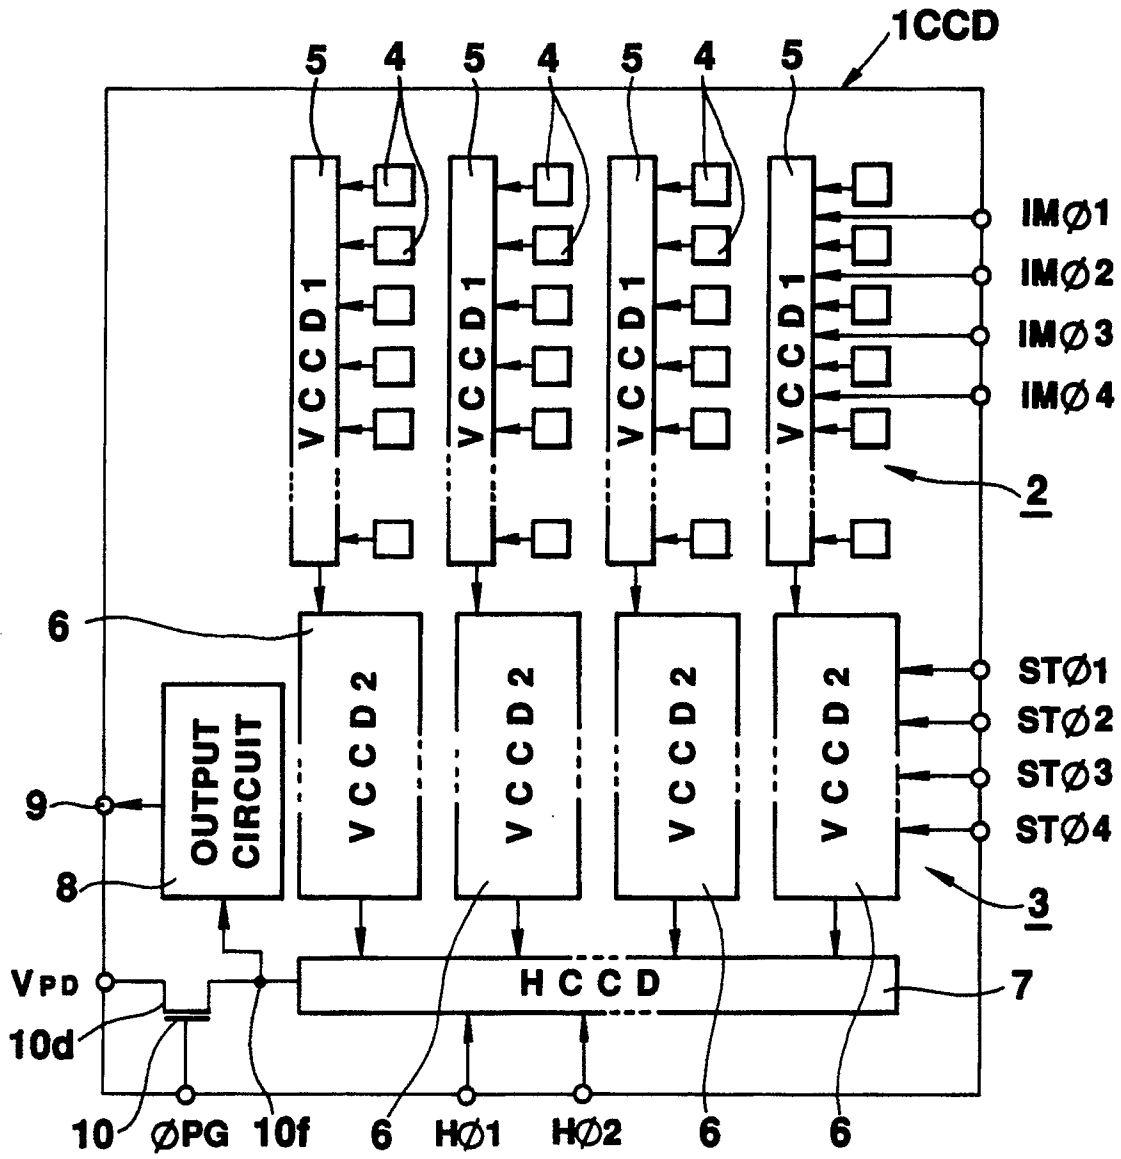 1CCD
5 4 5 4 5 4 5
VCCD1 VCCD1 VCCD1 VCCD1
IMØ1
IMØ2
IMØ3
IMØ4
2
6
VCCD2 VCCD2 VCCD2 VCCD2
STØ1
STØ2
STØ3
STØ4
OUTPUT
CIRCUIT
9
8
3
VPD
HCCD
7
10d
10 ØPG 10f 6 HØ1 HØ2 6 6